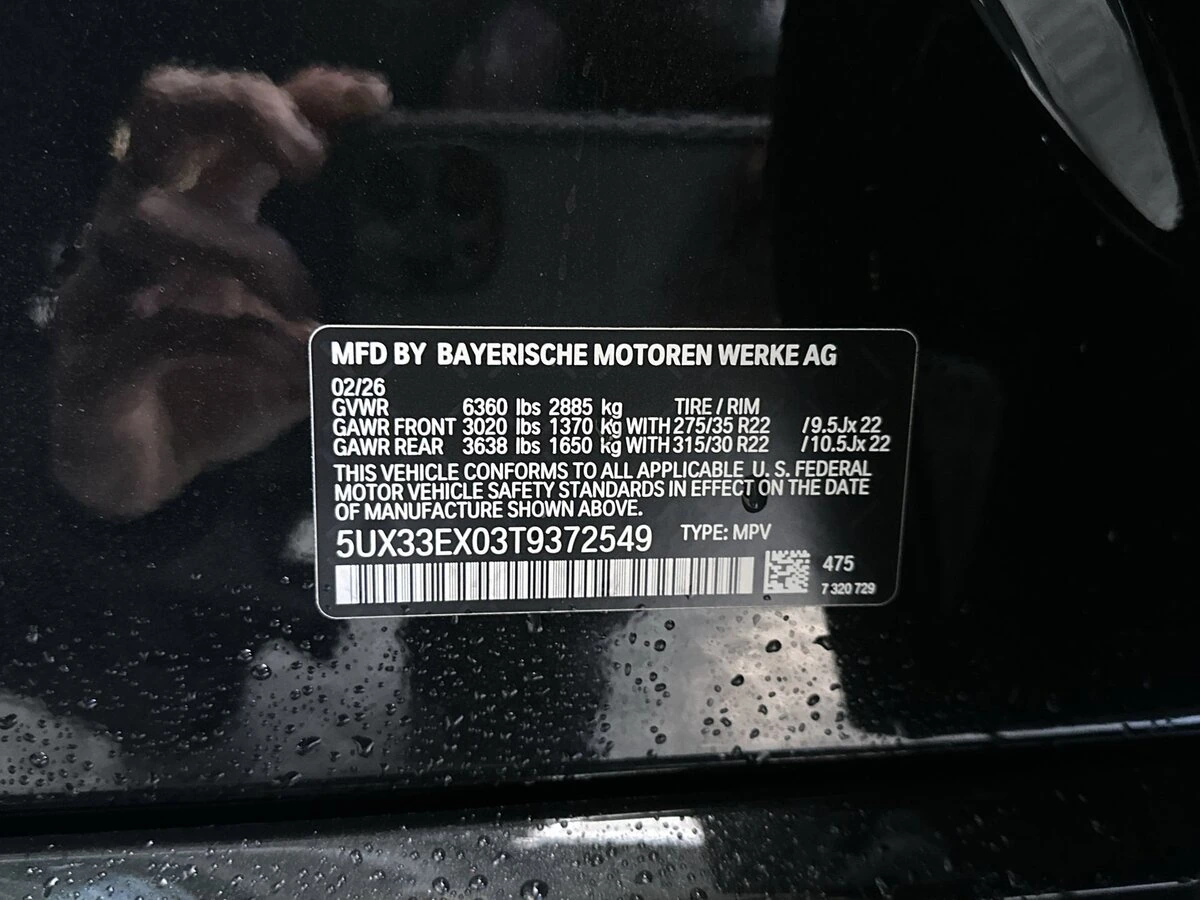 MFD BY BAYERISCHE MOTOREN WERKE AG
02/26
GVWR 6360 lbs 2885 kg TIRE / RIM
GAWR FRONT 3020 lbs 1370 kg WITH 275/35 R22 /9.5Jx 22
GAWR REAR 3638 lbs 1650 kg WITH 315/30 R22 /10.5Jx 22
THIS VEHICLE CONFORMS TO ALL APPLICABLE U. S. FEDERAL
MOTOR VEHICLE SAFETY STANDARDS IN EFFECT ON THE DATE
OF MANUFACTURE SHOWN ABOVE.
5UX33EX03T9372549 TYPE: MPV
475
7 320 729